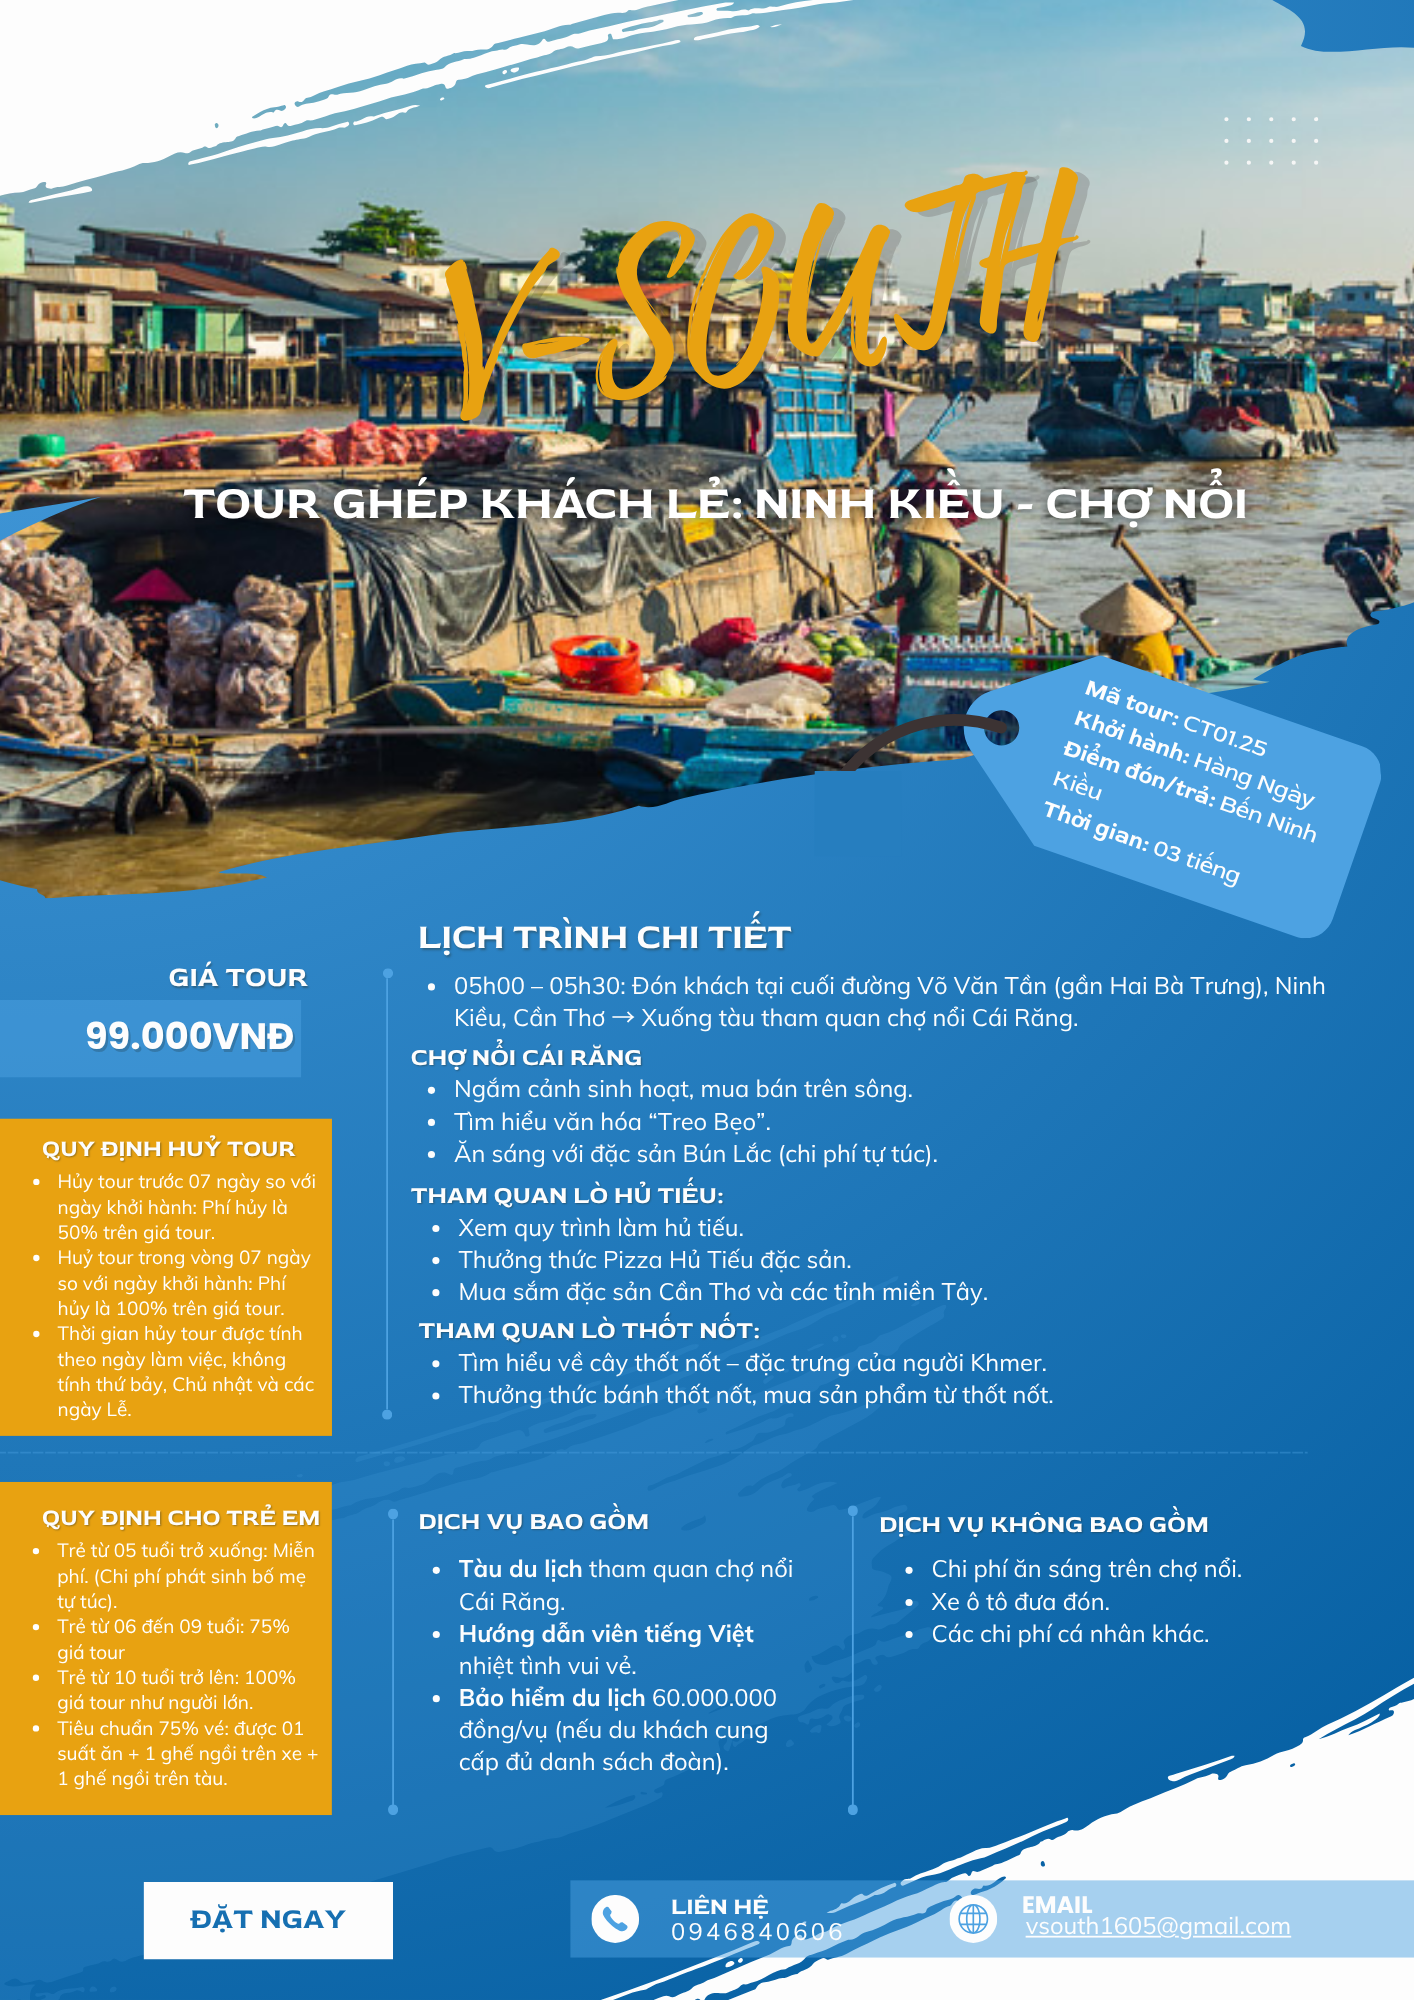 V-SOUTH
TOUR GHÉP KHÁCH LẺ: NINH KIỀU - CHỢ NỔI
Mã tour: CT01.25
Khởi hành: Hàng Ngày
Điểm đón/trả: Bến Ninh
Kiều
Thời gian: 03 tiếng
GIÁ TOUR
99.000VNĐ
QUY ĐỊNH HUỶ TOUR
• Hủy tour trước 07 ngày so với
ngày khởi hành: Phí hủy là
50% trên giá tour.
• Huỷ tour trong vòng 07 ngày
so với ngày khởi hành: Phí
hủy là 100% trên giá tour.
• Thời gian hủy tour được tính
theo ngày làm việc, không
tính thứ bảy, Chủ nhật và các
ngày Lễ.
LỊCH TRÌNH CHI TIẾT
• 05h00 – 05h30: Đón khách tại cuối đường Võ Văn Tần (gần Hai Bà Trưng), Ninh
Kiều, Cần Thơ → Xuống tàu tham quan chợ nổi Cái Răng.
CHỢ NỔI CÁI RĂNG
• Ngắm cảnh sinh hoạt, mua bán trên sông.
• Tìm hiểu văn hóa “Treo Bẹo”.
• Ăn sáng với đặc sản Bún Lắc (chi phí tự túc).
THAM QUAN LÒ HỦ TIẾU:
• Xem quy trình làm hủ tiếu.
• Thưởng thức Pizza Hủ Tiếu đặc sản.
• Mua sắm đặc sản Cần Thơ và các tỉnh miền Tây.
THAM QUAN LÒ THỐT NỐT:
• Tìm hiểu về cây thốt nốt – đặc trưng của người Khmer.
• Thưởng thức bánh thốt nốt, mua sản phẩm từ thốt nốt.
QUY ĐỊNH CHO TRẺ EM
• Trẻ từ 05 tuổi trở xuống: Miễn
phí. (Chi phí phát sinh bố mẹ
tự túc).
• Trẻ từ 06 đến 09 tuổi: 75%
giá tour
• Trẻ từ 10 tuổi trở lên: 100%
giá tour như người lớn.
• Tiêu chuẩn 75% vé: được 01
suất ăn + 1 ghế ngồi trên xe +
1 ghế ngồi trên tàu.
DỊCH VỤ BAO GỒM
• Tàu du lịch tham quan chợ nổi
Cái Răng.
• Hướng dẫn viên tiếng Việt
nhiệt tình vui vẻ.
• Bảo hiểm du lịch 60.000.000
đồng/vụ (nếu du khách cung
cấp đủ danh sách đoàn).
DỊCH VỤ KHÔNG BAO GỒM
• Chi phí ăn sáng trên chợ nổi.
• Xe ô tô đưa đón.
• Các chi phí cá nhân khác.
ĐẶT NGAY
LIÊN HỆ
0946840606
EMAIL
vsouth1605@gmail.com